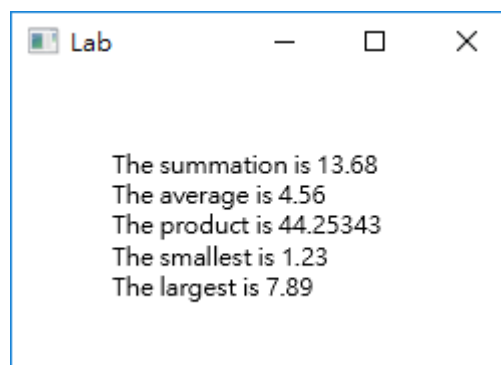 Lab
The summation is 13.68
The average is 4.56
The product is 44.25343
The smallest is 1.23
The largest is 7.89